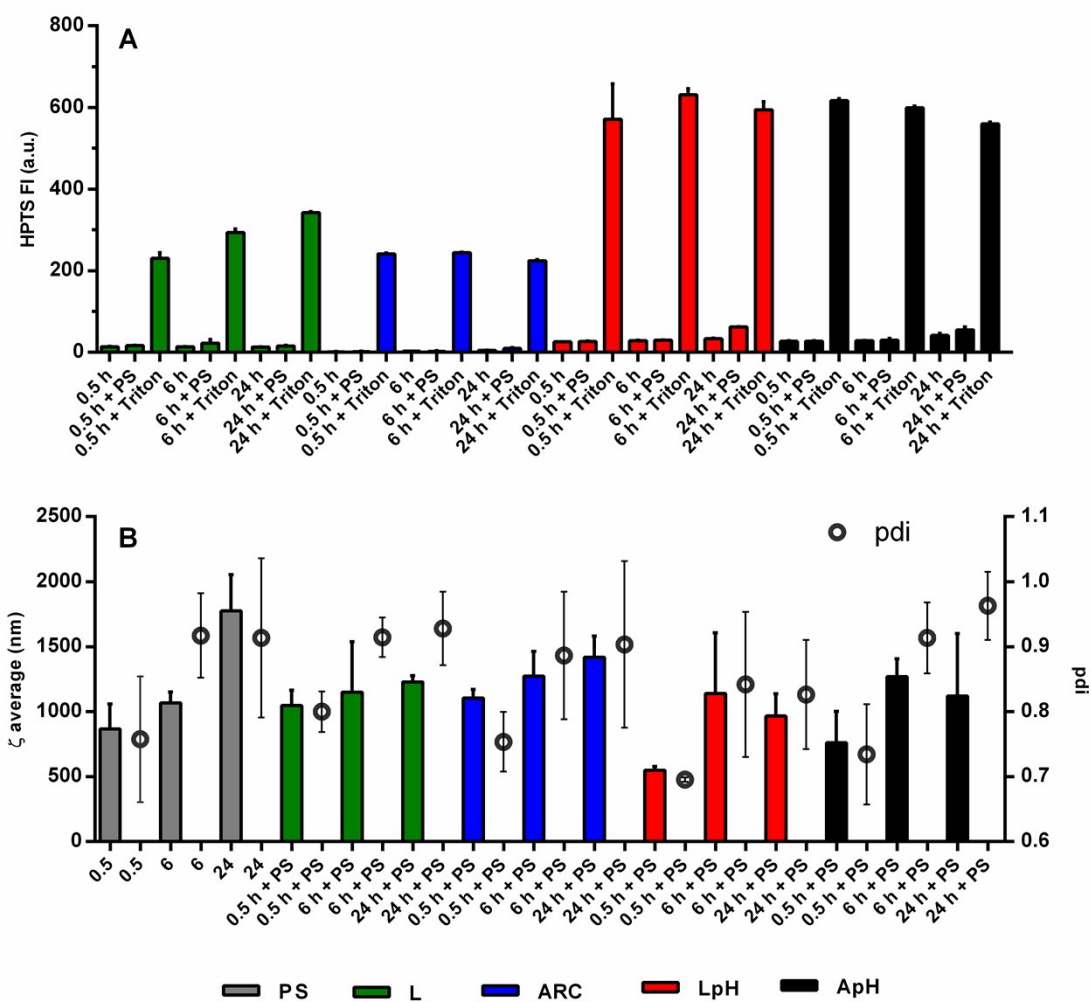 A
800
600
400
200
0
HPTS FI (a.u.)
0.5 h
0.5 h + PS
0.5 h + Triton
6 h
6 h + PS
6 h + Triton
24 h
24 h + PS
24 h + Triton
0.5 h
0.5 h + PS
0.5 h + Triton
6 h
6 h + PS
6 h + Triton
24 h
24 h + PS
24 h + Triton
0.5 h
0.5 h + PS
0.5 h + Triton
6 h
6 h + PS
6 h + Triton
24 h
24 h + PS
24 h + Triton
0.5 h
0.5 h + PS
0.5 h + Triton
6 h
6 h + PS
6 h + Triton
24 h
24 h + PS
24 h + Triton
B
pdi
2500
2000
1500
1000
500
0
ζ average (nm)
1.1
1.0
0.9
0.8
0.7
0.6
pdi
0.5
0.5
6
6
24
24
0.5 h + PS
0.5 h + PS
6 h + PS
6 h + PS
24 h + PS
24 h + PS
0.5 h + PS
0.5 h + PS
6 h + PS
6 h + PS
24 h + PS
24 h + PS
0.5 h + PS
0.5 h + PS
6 h + PS
6 h + PS
24 h + PS
24 h + PS
0.5 h + PS
0.5 h + PS
6 h + PS
6 h + PS
24 h + PS
24 h + PS
PS L ARC LpH ApH